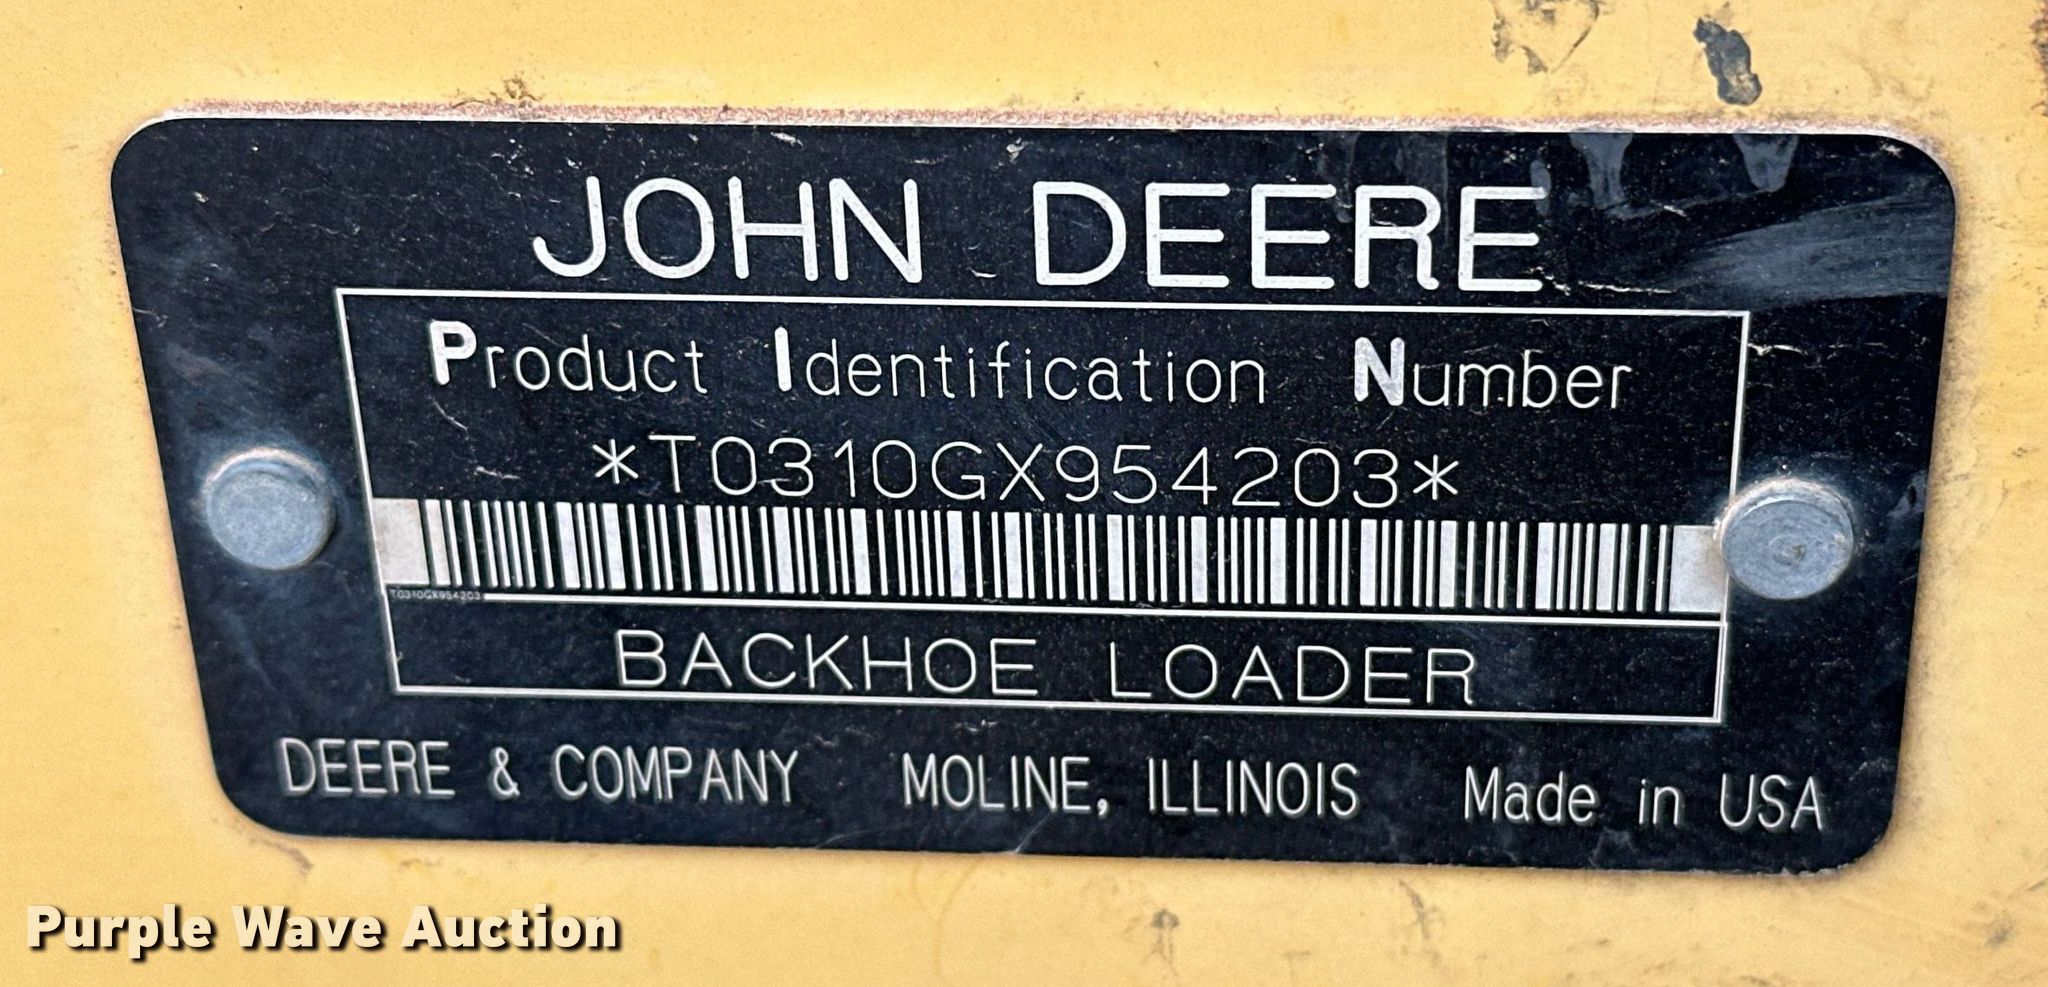 JOHN DEERE
Product Identification Number
*T0310GX954203*
T0310GX954203
BACKHOE LOADER
DEERE & COMPANY MOLINE, ILLINOIS Made in USA
Purple Wave Auction